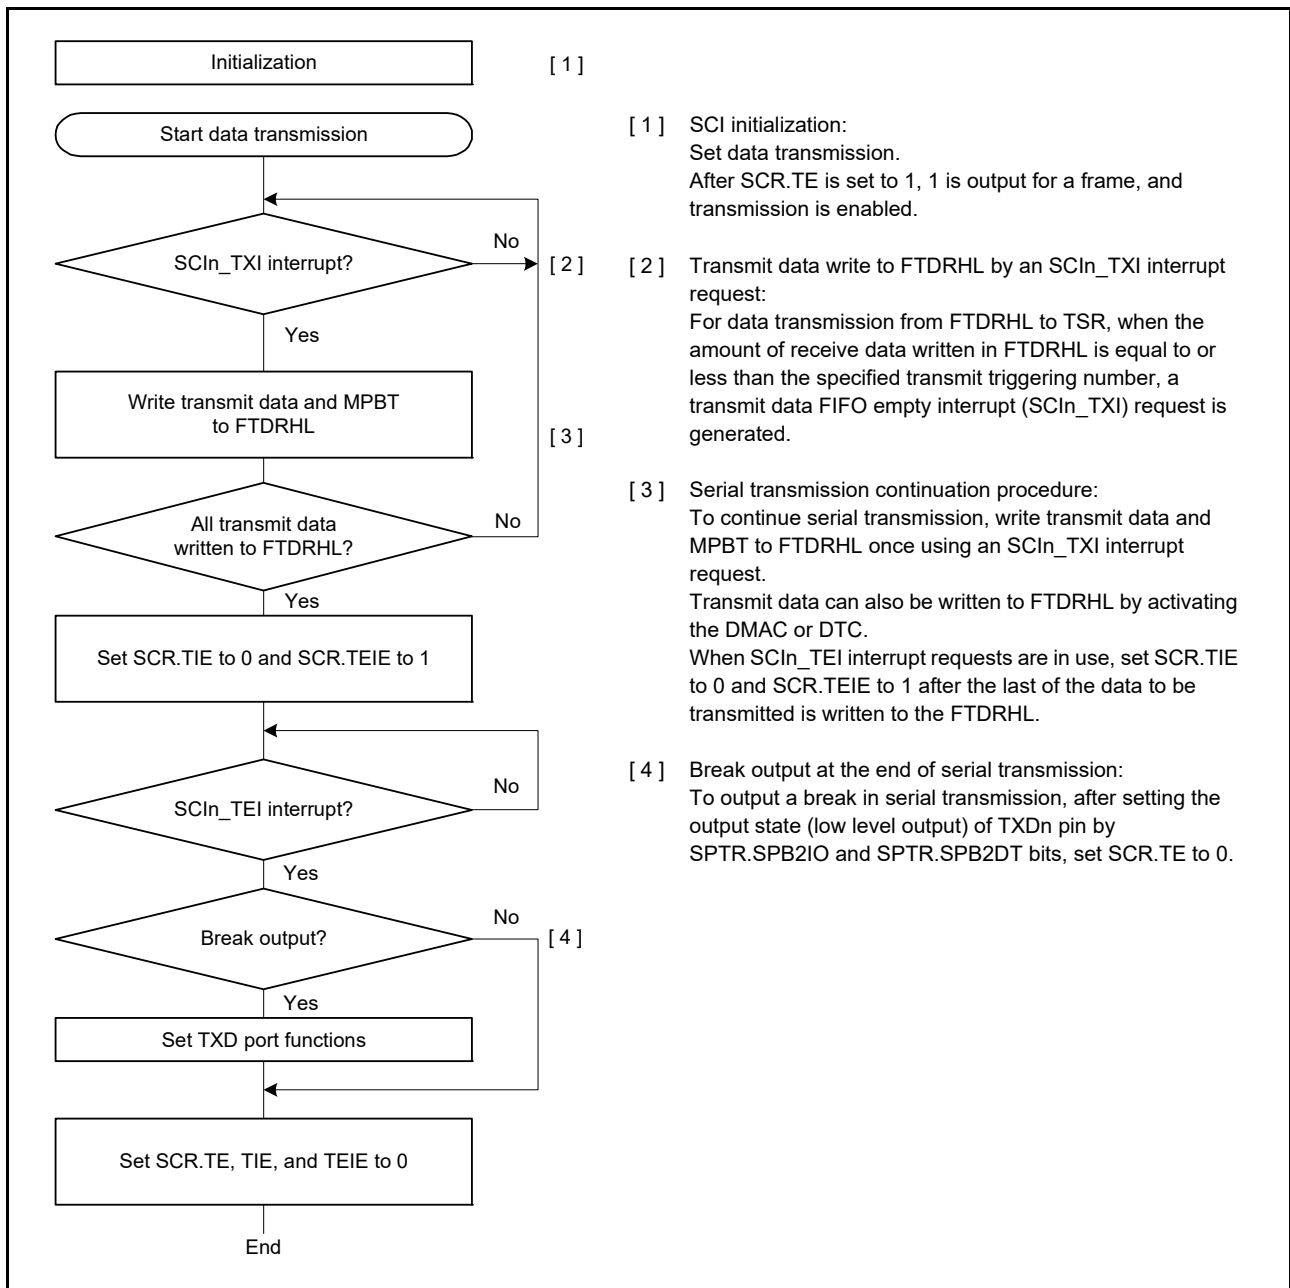 Initialization
[ 1 ]
Start data transmission
SCIn_TXI interrupt?
No
[ 2 ]
Yes
Write transmit data and MPBT
to FTDRHL
[ 3 ]
All transmit data
written to FTDRHL?
No
Yes
Set SCR.TIE to 0 and SCR.TEIE to 1
SCIn_TEI interrupt?
No
Yes
Break output?
No
[ 4 ]
Yes
Set TXD port functions
Set SCR.TE, TIE, and TEIE to 0
End
[ 1 ] SCI initialization:
Set data transmission.
After SCR.TE is set to 1, 1 is output for a frame, and
transmission is enabled.
[ 2 ] Transmit data write to FTDRHL by an SCIn_TXI interrupt
request:
For data transmission from FTDRHL to TSR, when the
amount of receive data written in FTDRHL is equal to or
less than the specified transmit triggering number, a
transmit data FIFO empty interrupt (SCIn_TXI) request is
generated.
[ 3 ] Serial transmission continuation procedure:
To continue serial transmission, write transmit data and
MPBT to FTDRHL once using an SCIn_TXI interrupt
request.
Transmit data can also be written to FTDRHL by activating
the DMAC or DTC.
When SCIn_TEI interrupt requests are in use, set SCR.TIE
to 0 and SCR.TEIE to 1 after the last of the data to be
transmitted is written to the FTDRHL.
[ 4 ] Break output at the end of serial transmission:
To output a break in serial transmission, after setting the
output state (low level output) of TXDn pin by
SPTR.SPB2IO and SPTR.SPB2DT bits, set SCR.TE to 0.